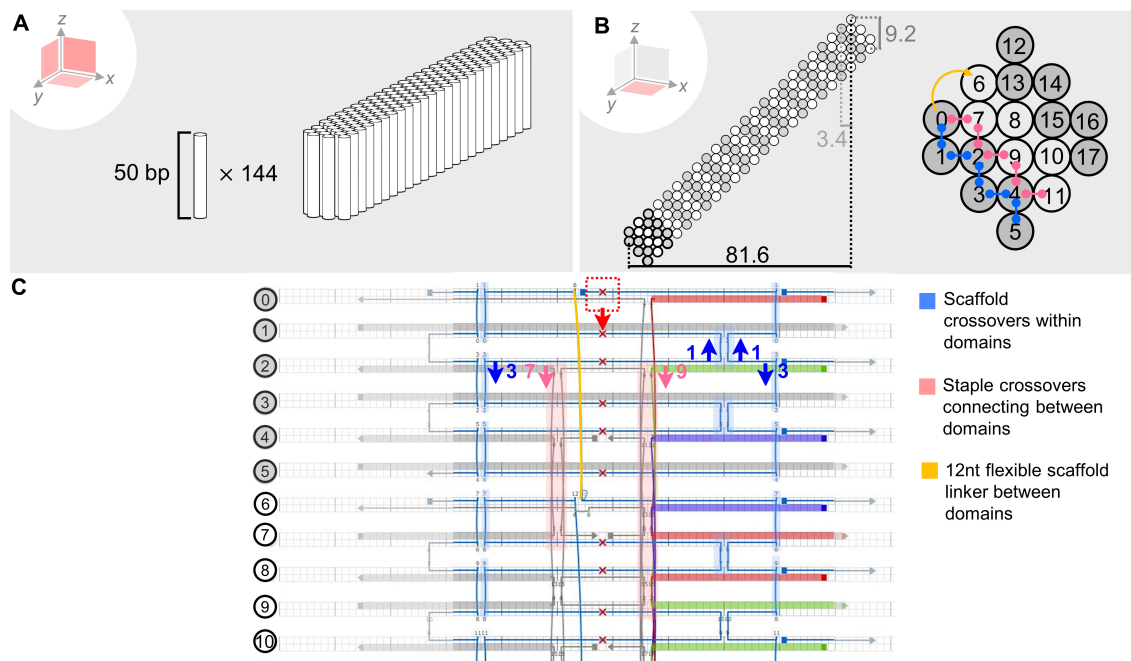 A
z
x
y
50 bp
× 144
B
z
x
y
9.2
3.4
81.6
12
6 13 14
0 7 8 15 16
1 2 9 10 17
3 4 11
5
C
0
1
2
3
4
5
6
7
8
9
10
1 1
3 7 9 3
Scaffold
crossovers within
domains
Staple crossovers
connecting between
domains
12nt flexible scaffold
linker between
domains